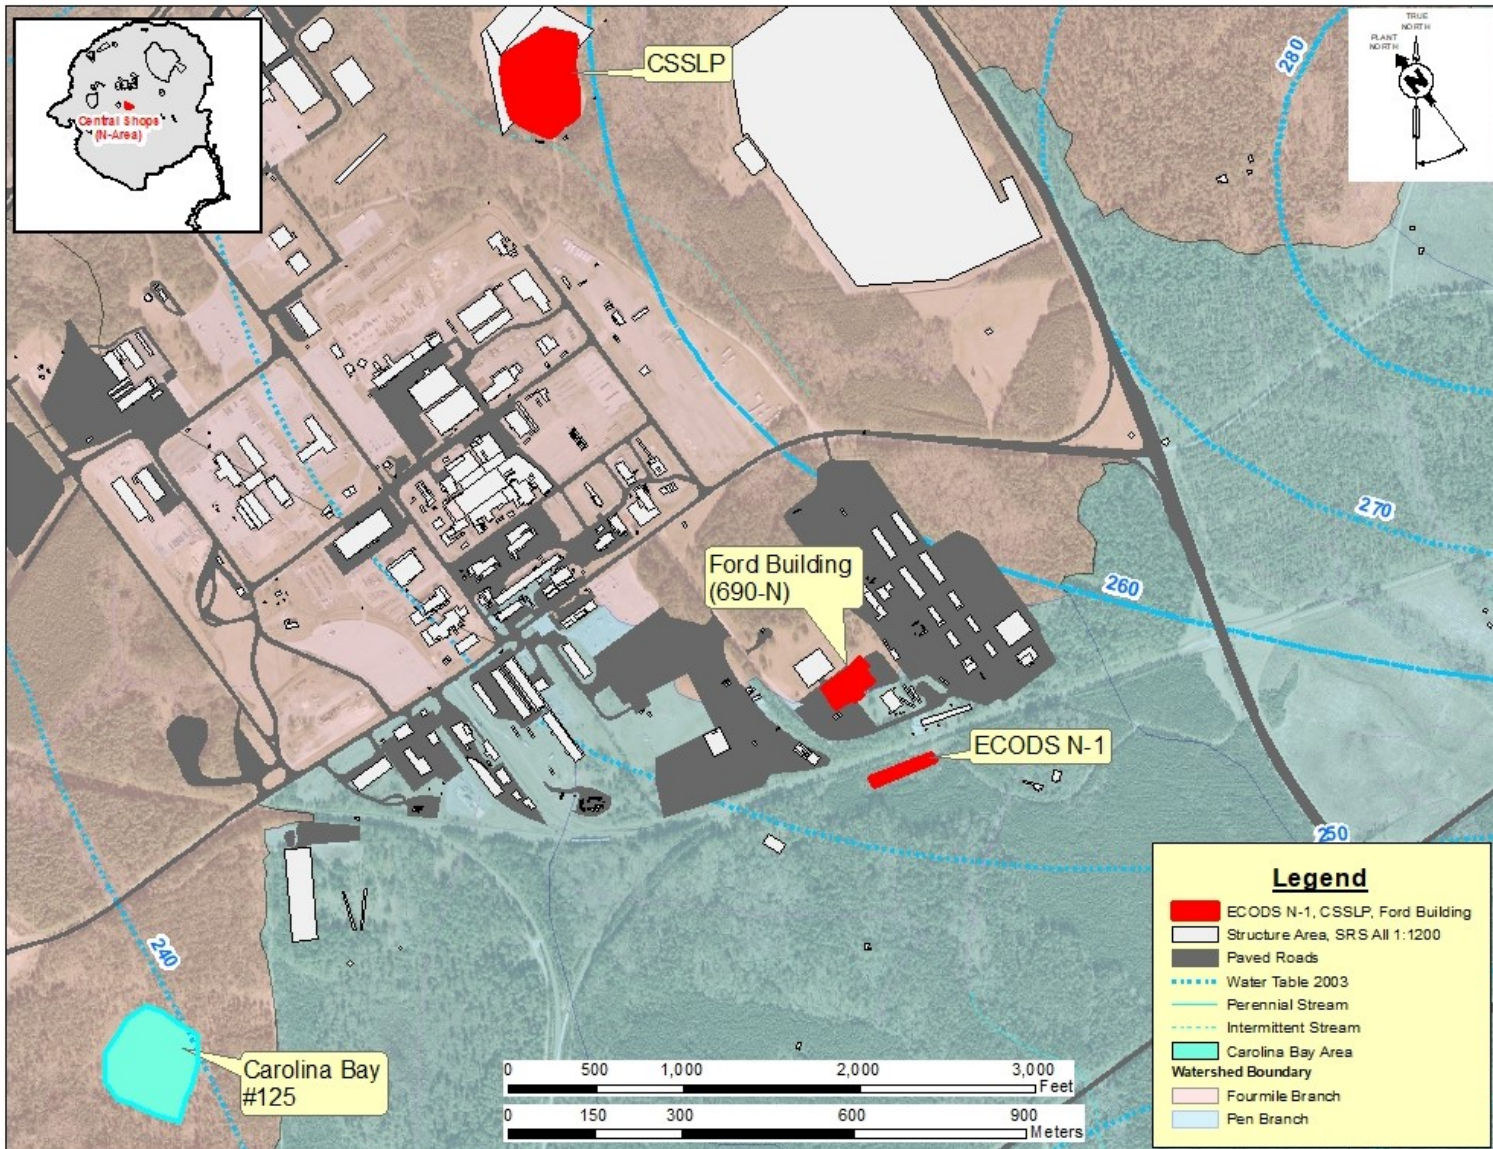 Central Shops
(N-Area)
CSSLP
TRUE
NORTH
PLANT
NORTH
N
280
270
260
250
240
Ford Building
(690-N)
ECODS N-1
Carolina Bay
#125
0 500 1,000 2,000 3,000
Feet
0 150 300 600 900
Meters
Legend
ECODS N-1, CSSLP, Ford Building
Structure Area, SRS All 1:1200
Paved Roads
Water Table 2003
Perennial Stream
Intermittent Stream
Carolina Bay Area
Watershed Boundary
Fourmile Branch
Pen Branch